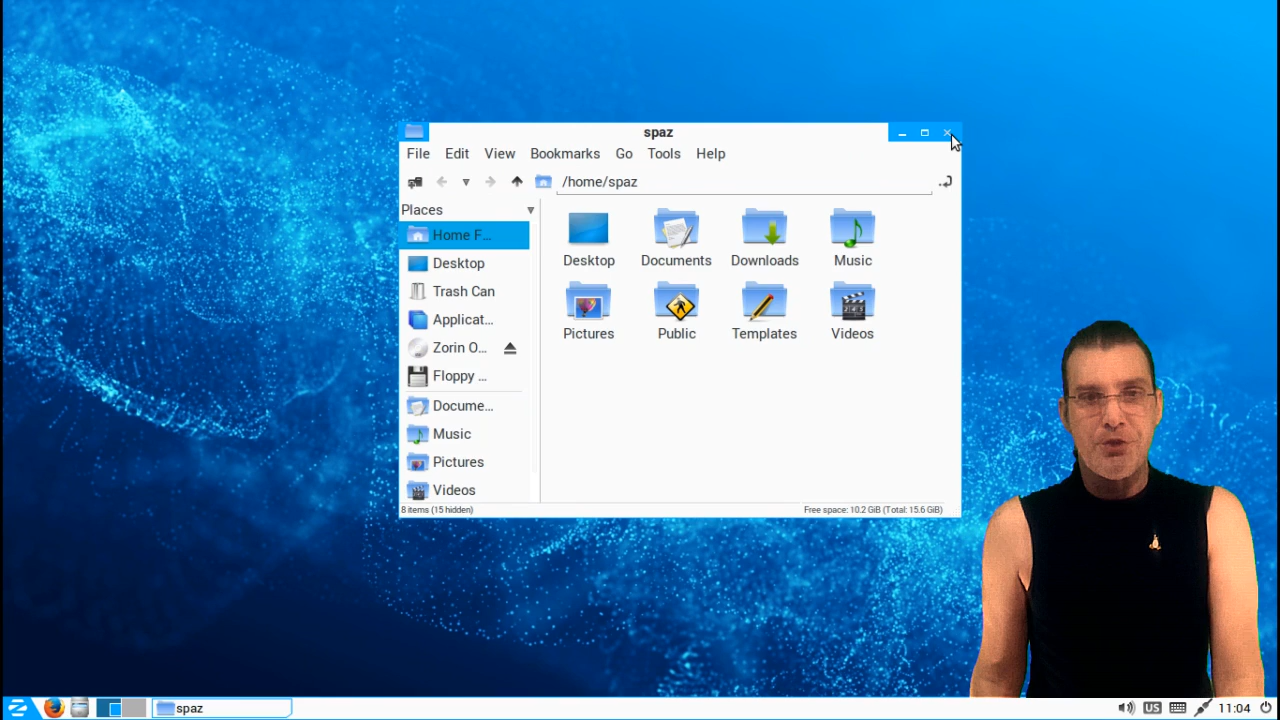 spaz
File Edit View Bookmarks Go Tools Help
/home/spaz
Places
Home F...
Desktop
Trash Can
Applicat...
Zorin O...
Floppy ...
Docume...
Music
Pictures
Videos
Desktop Documents Downloads Music
Pictures Public Templates Videos
8 items (15 hidden) Free space: 10.2 GiB (Total: 15.6 GiB)
spaz US 11:04